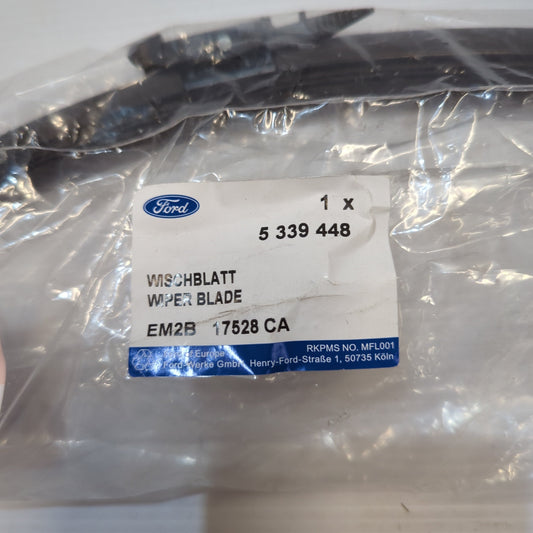 Ford
1 x
5 339 448
WISCHBLATT
WIPER BLADE
EM2B 17528 CA
RKPMS NO. MFL001
Europe
Ford-Werke GmbH, Henry-Ford-Straße 1, 50735 Köln